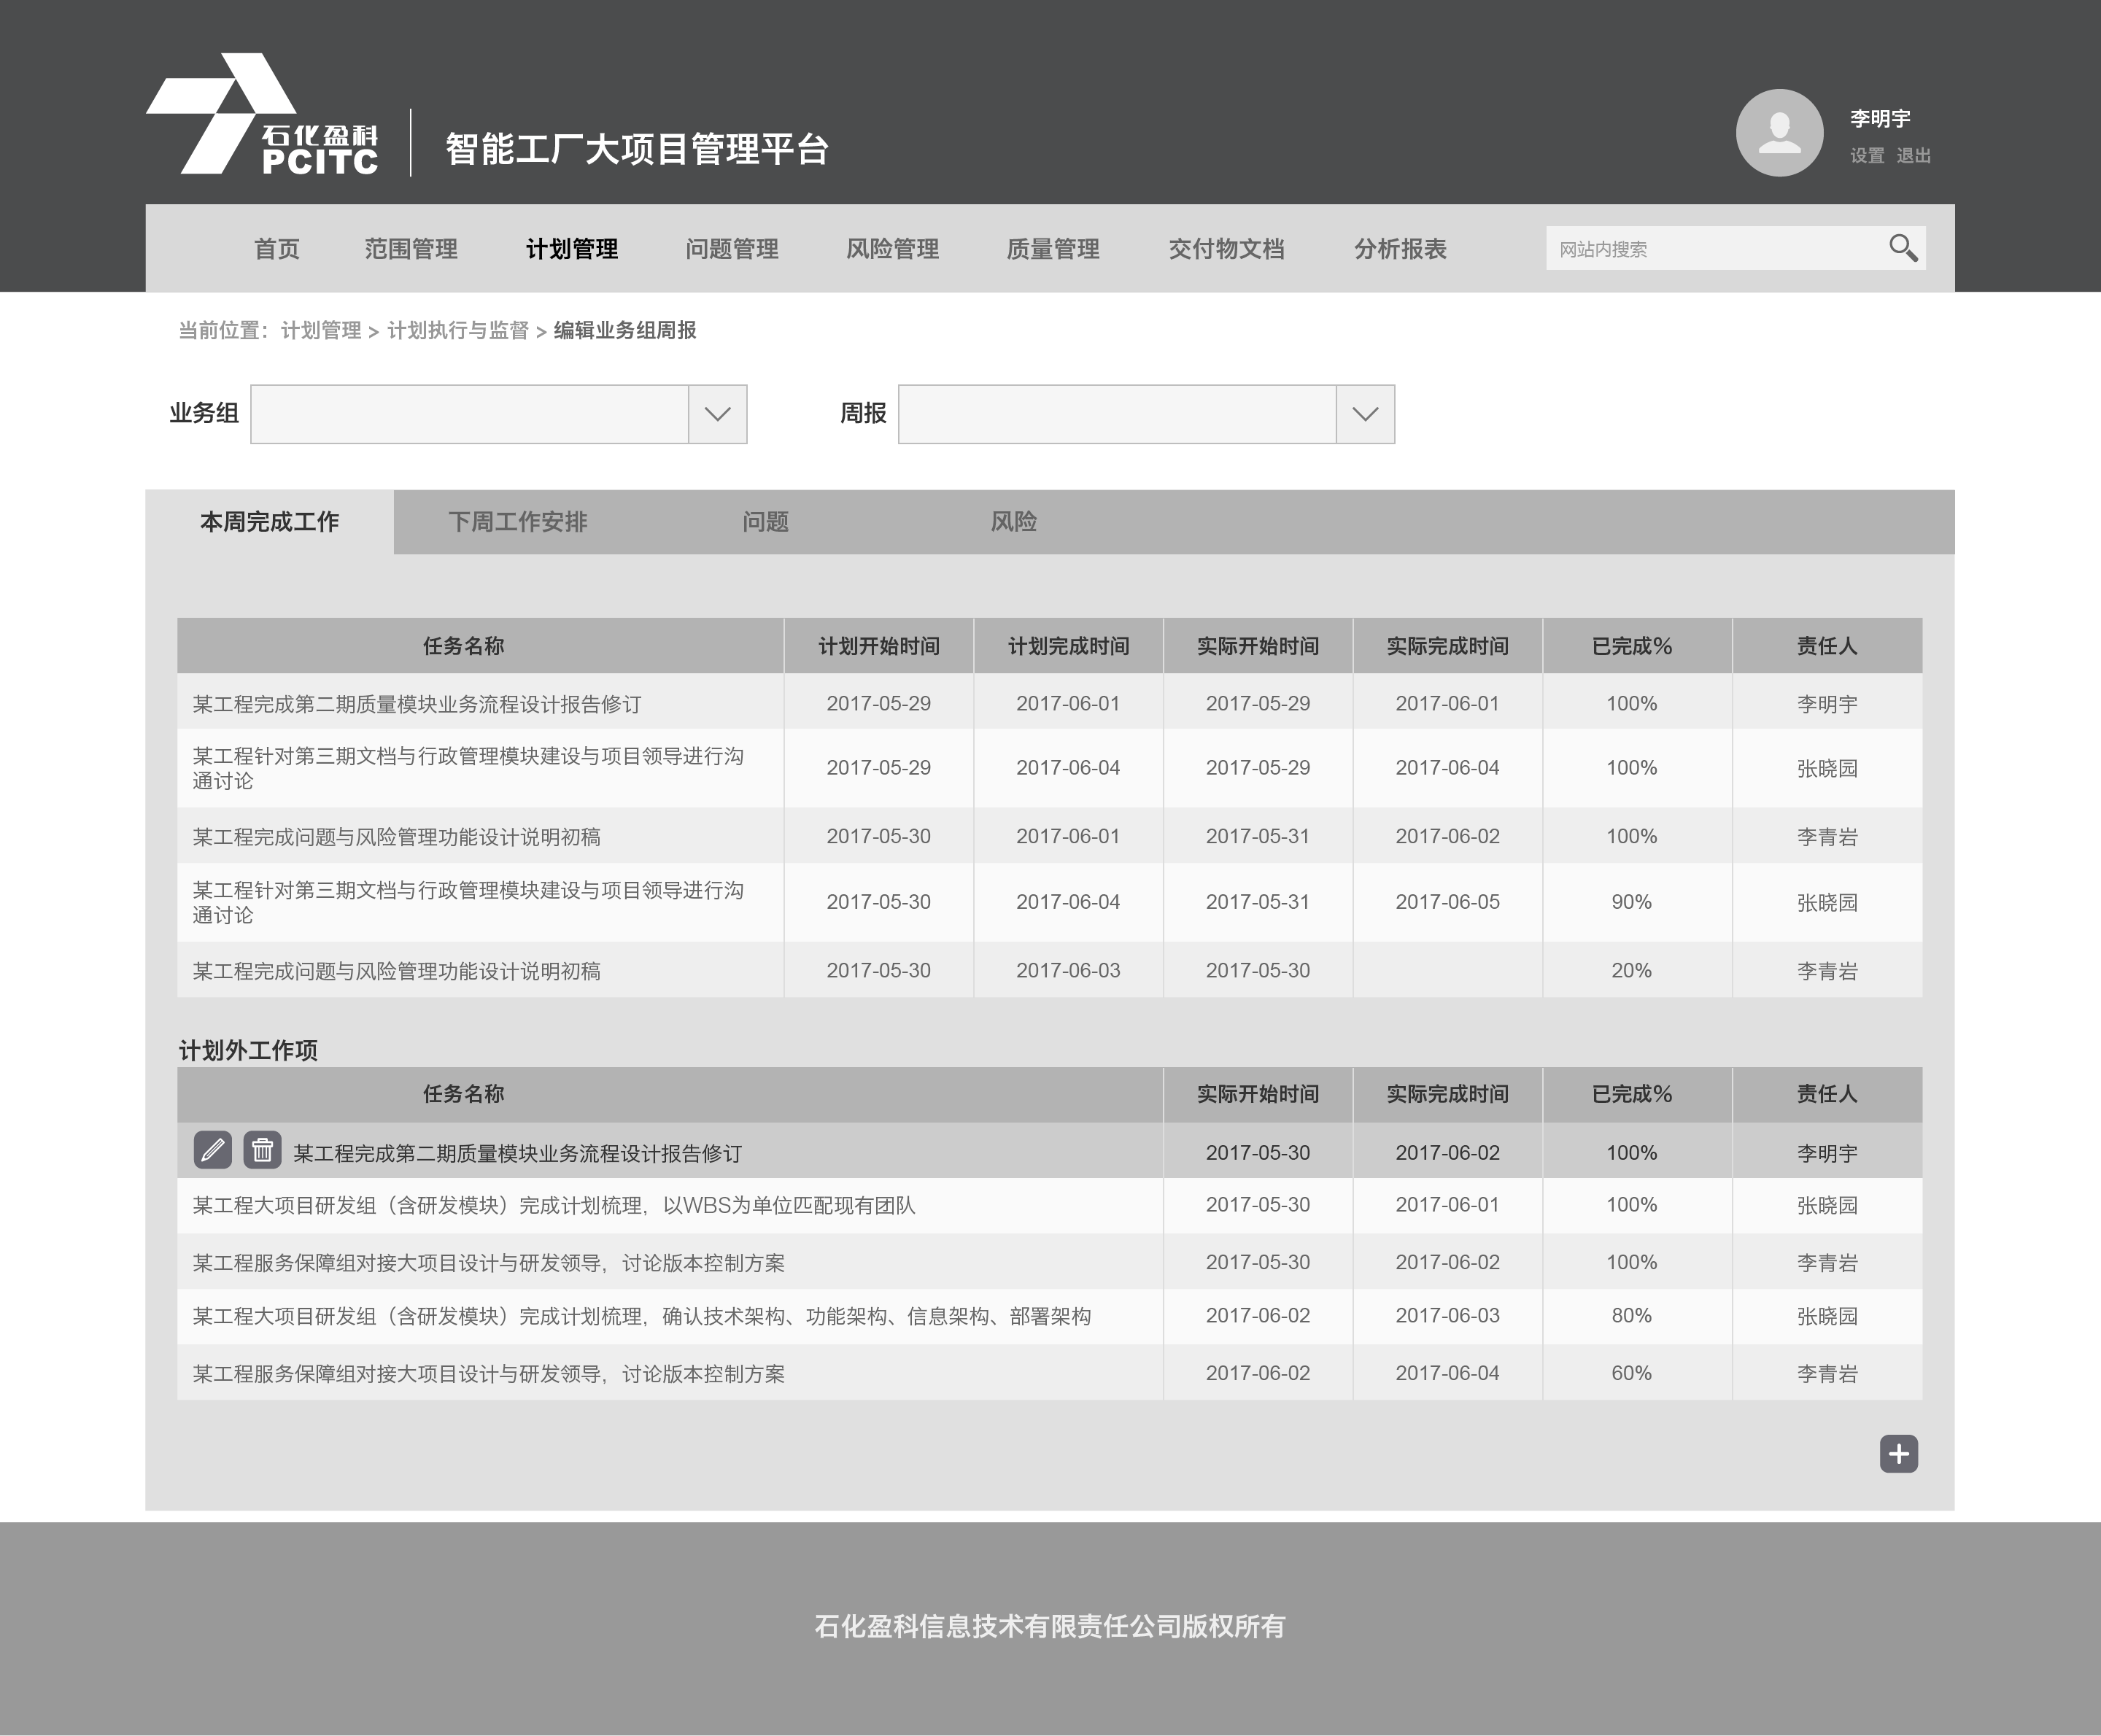 石化盈科
PCITC
智能工厂大项目管理平台
李明宇
设置 退出
首页 范围管理 计划管理 问题管理 风险管理 质量管理 交付物文档 分析报表 网站内搜索
当前位置：计划管理 > 计划执行与监督 > 编辑业务组周报
业务组 周报
本周完成工作 下周工作安排 问题 风险
任务名称 计划开始时间 计划完成时间 实际开始时间 实际完成时间 已完成% 责任人
某工程完成第二期质量模块业务流程设计报告修订 2017-05-29 2017-06-01 2017-05-29 2017-06-01 100% 李明宇
某工程针对第三期文档与行政管理模块建设与项目领导进行沟
通讨论 2017-05-29 2017-06-04 2017-05-29 2017-06-04 100% 张晓园
某工程完成问题与风险管理功能设计说明初稿 2017-05-30 2017-06-01 2017-05-31 2017-06-02 100% 李青岩
某工程针对第三期文档与行政管理模块建设与项目领导进行沟
通讨论 2017-05-30 2017-06-04 2017-05-31 2017-06-05 90% 张晓园
某工程完成问题与风险管理功能设计说明初稿 2017-05-30 2017-06-03 2017-05-30 20% 李青岩
计划外工作项
任务名称 实际开始时间 实际完成时间 已完成% 责任人
某工程完成第二期质量模块业务流程设计报告修订 2017-05-30 2017-06-02 100% 李明宇
某工程大项目研发组（含研发模块）完成计划梳理，以WBS为单位匹配现有团队 2017-05-30 2017-06-01 100% 张晓园
某工程服务保障组对接大项目设计与研发领导，讨论版本控制方案 2017-05-30 2017-06-02 100% 李青岩
某工程大项目研发组（含研发模块）完成计划梳理，确认技术架构、功能架构、信息架构、部署架构 2017-06-02 2017-06-03 80% 张晓园
某工程服务保障组对接大项目设计与研发领导，讨论版本控制方案 2017-06-02 2017-06-04 60% 李青岩
石化盈科信息技术有限责任公司版权所有